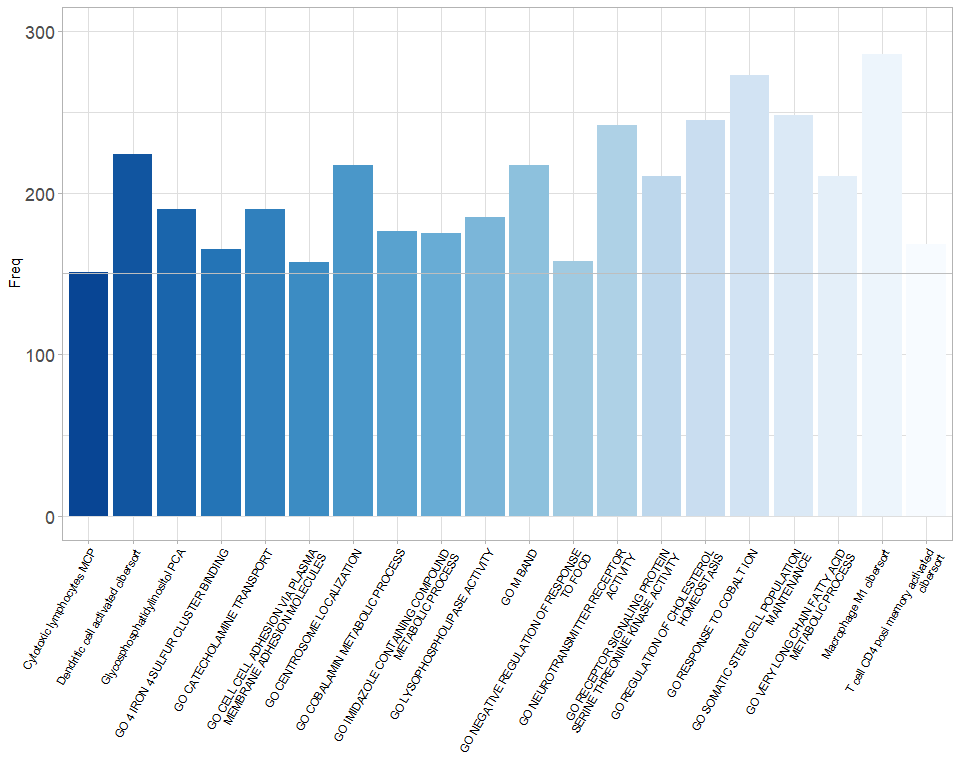 300
200
100
0
Freq
Cytotoxic lymphocytes MCP
Dendritic cell activated cibersort
Glycosphosphatidylinositol PCA
GO 4 IRON 4 SULFUR CLUSTER BINDING
GO CATECHOLAMINE TRANSPORT
GO CELL CELL ADHESION VIA PLASMA
MEMBRANE ADHESION MOLECULES
GO CENTROSOME LOCALIZATION
GO COBALAMIN METABOLIC PROCESS
GO IMIDAZOLE CONTAINING COMPOUND
METABOLIC PROCESS
GO LYSOPHOSPHOLIPASE ACTIVITY
GO M BAND
GO NEGATIVE REGULATION OF RESPONSE
TO FOOD
GO NEUROTRANSMITTER RECEPTOR
ACTIVITY
GO RECEPTOR SIGNALING PROTEIN
SERINE THREONINE KINASE ACTIVITY
GO REGULATION OF CHOLESTEROL
HOMEOSTASIS
GO RESPONSE TO COBALT ION
GO SOMATIC STEM CELL POPULATION
MAINTENANCE
GO VERY LONG CHAIN FATTY ACID
METABOLIC PROCESS
Macrophage M1 cibersort
T cell CD4 posl memory activated
cibersort